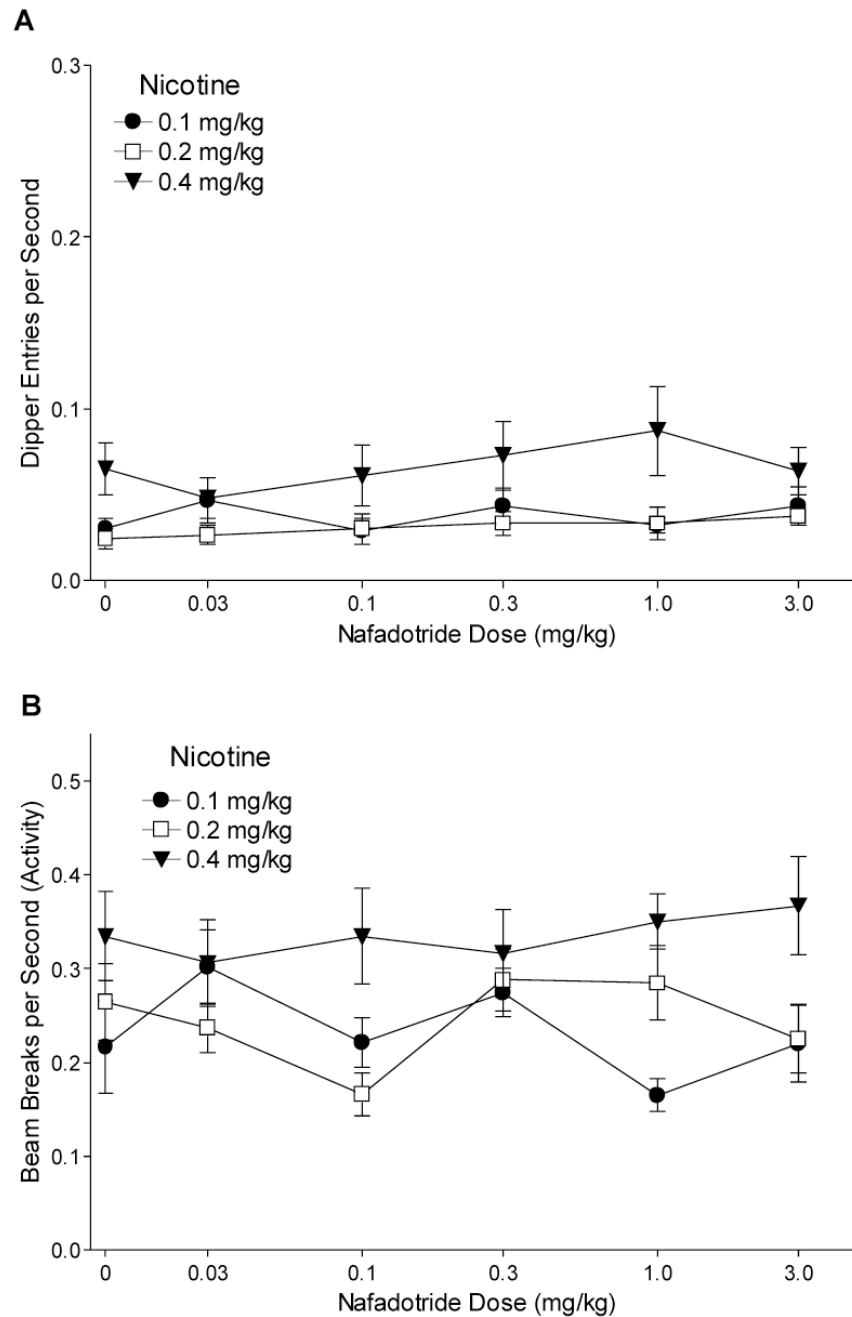 A
0.3
0.2
0.1
0.0
Dipper Entries per Second
Nicotine
0.1 mg/kg
0.2 mg/kg
0.4 mg/kg
0 0.03 0.1 0.3 1.0 3.0
Nafadotride Dose (mg/kg)
B
0.5
0.4
0.3
0.2
0.1
0.0
Beam Breaks per Second (Activity)
Nicotine
0.1 mg/kg
0.2 mg/kg
0.4 mg/kg
0 0.03 0.1 0.3 1.0 3.0
Nafadotride Dose (mg/kg)